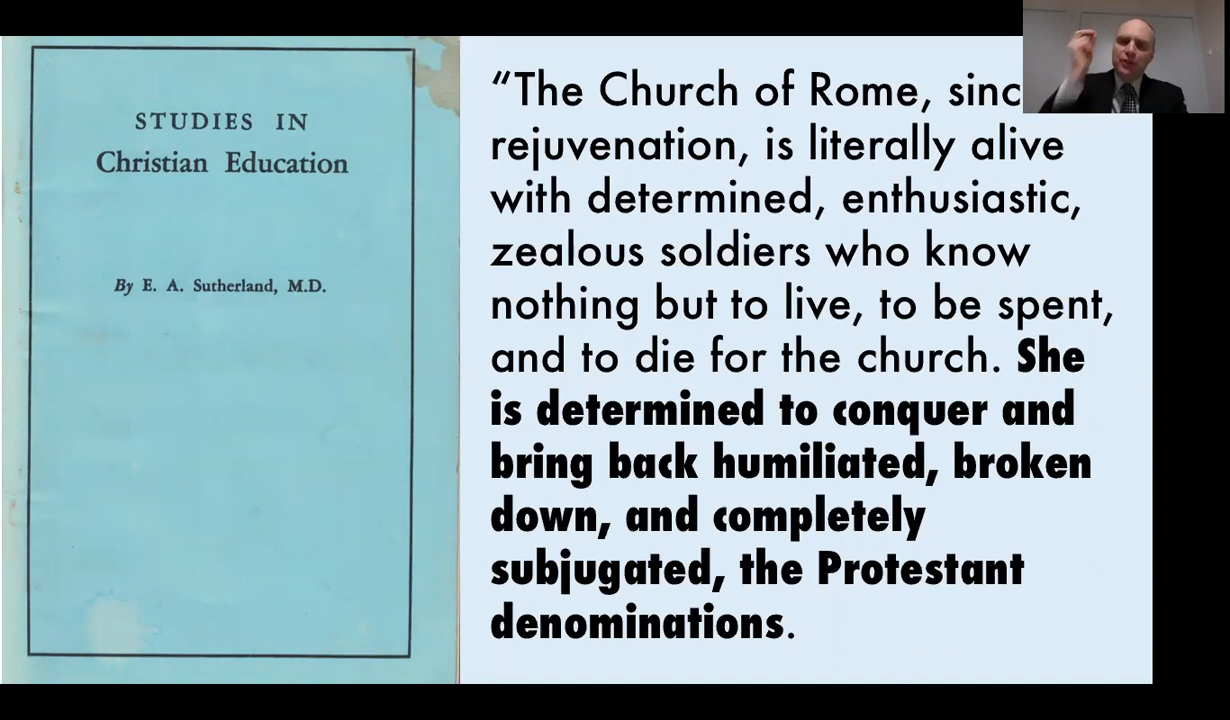 STUDIES IN
Christian Education
By E. A. Sutherland, M.D.
“The Church of Rome,
rejuvenation, is literally alive
with determined, enthusiastic,
zealous soldiers who know
nothing but to live, to be spent,
and to die for the church. She
is determined to conquer and
bring back humiliated, broken
down, and completely
subjugated, the Protestant
denominations.